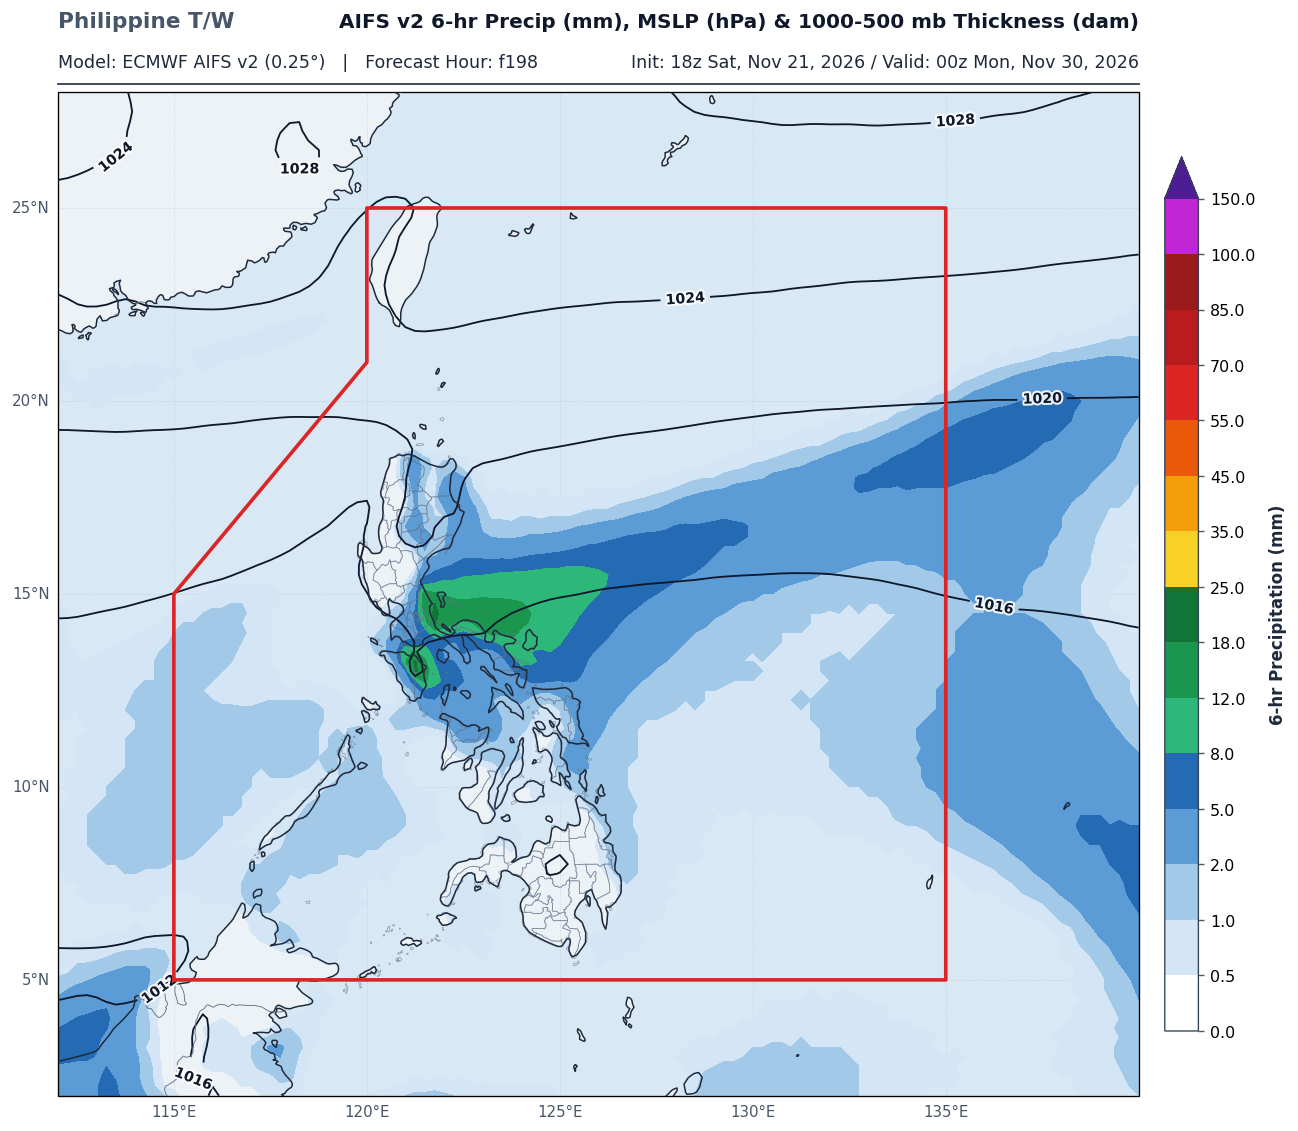 Philippine T/W
AIFS v2 6-hr Precip (mm), MSLP (hPa) & 1000-500 mb Thickness (dam)
Model: ECMWF AIFS v2 (0.25°)   |   Forecast Hour: f198
Init: 18z Sat, Nov 21, 2026 / Valid: 00z Mon, Nov 30, 2026
1028
1024
1028
25°N
1024
20°N
1020
15°N
1016
10°N
5°N
1012
1016
115°E
120°E
125°E
130°E
135°E
150.0
100.0
85.0
70.0
55.0
45.0
35.0
25.0
18.0
12.0
8.0
5.0
2.0
1.0
0.5
0.0
6-hr Precipitation (mm)